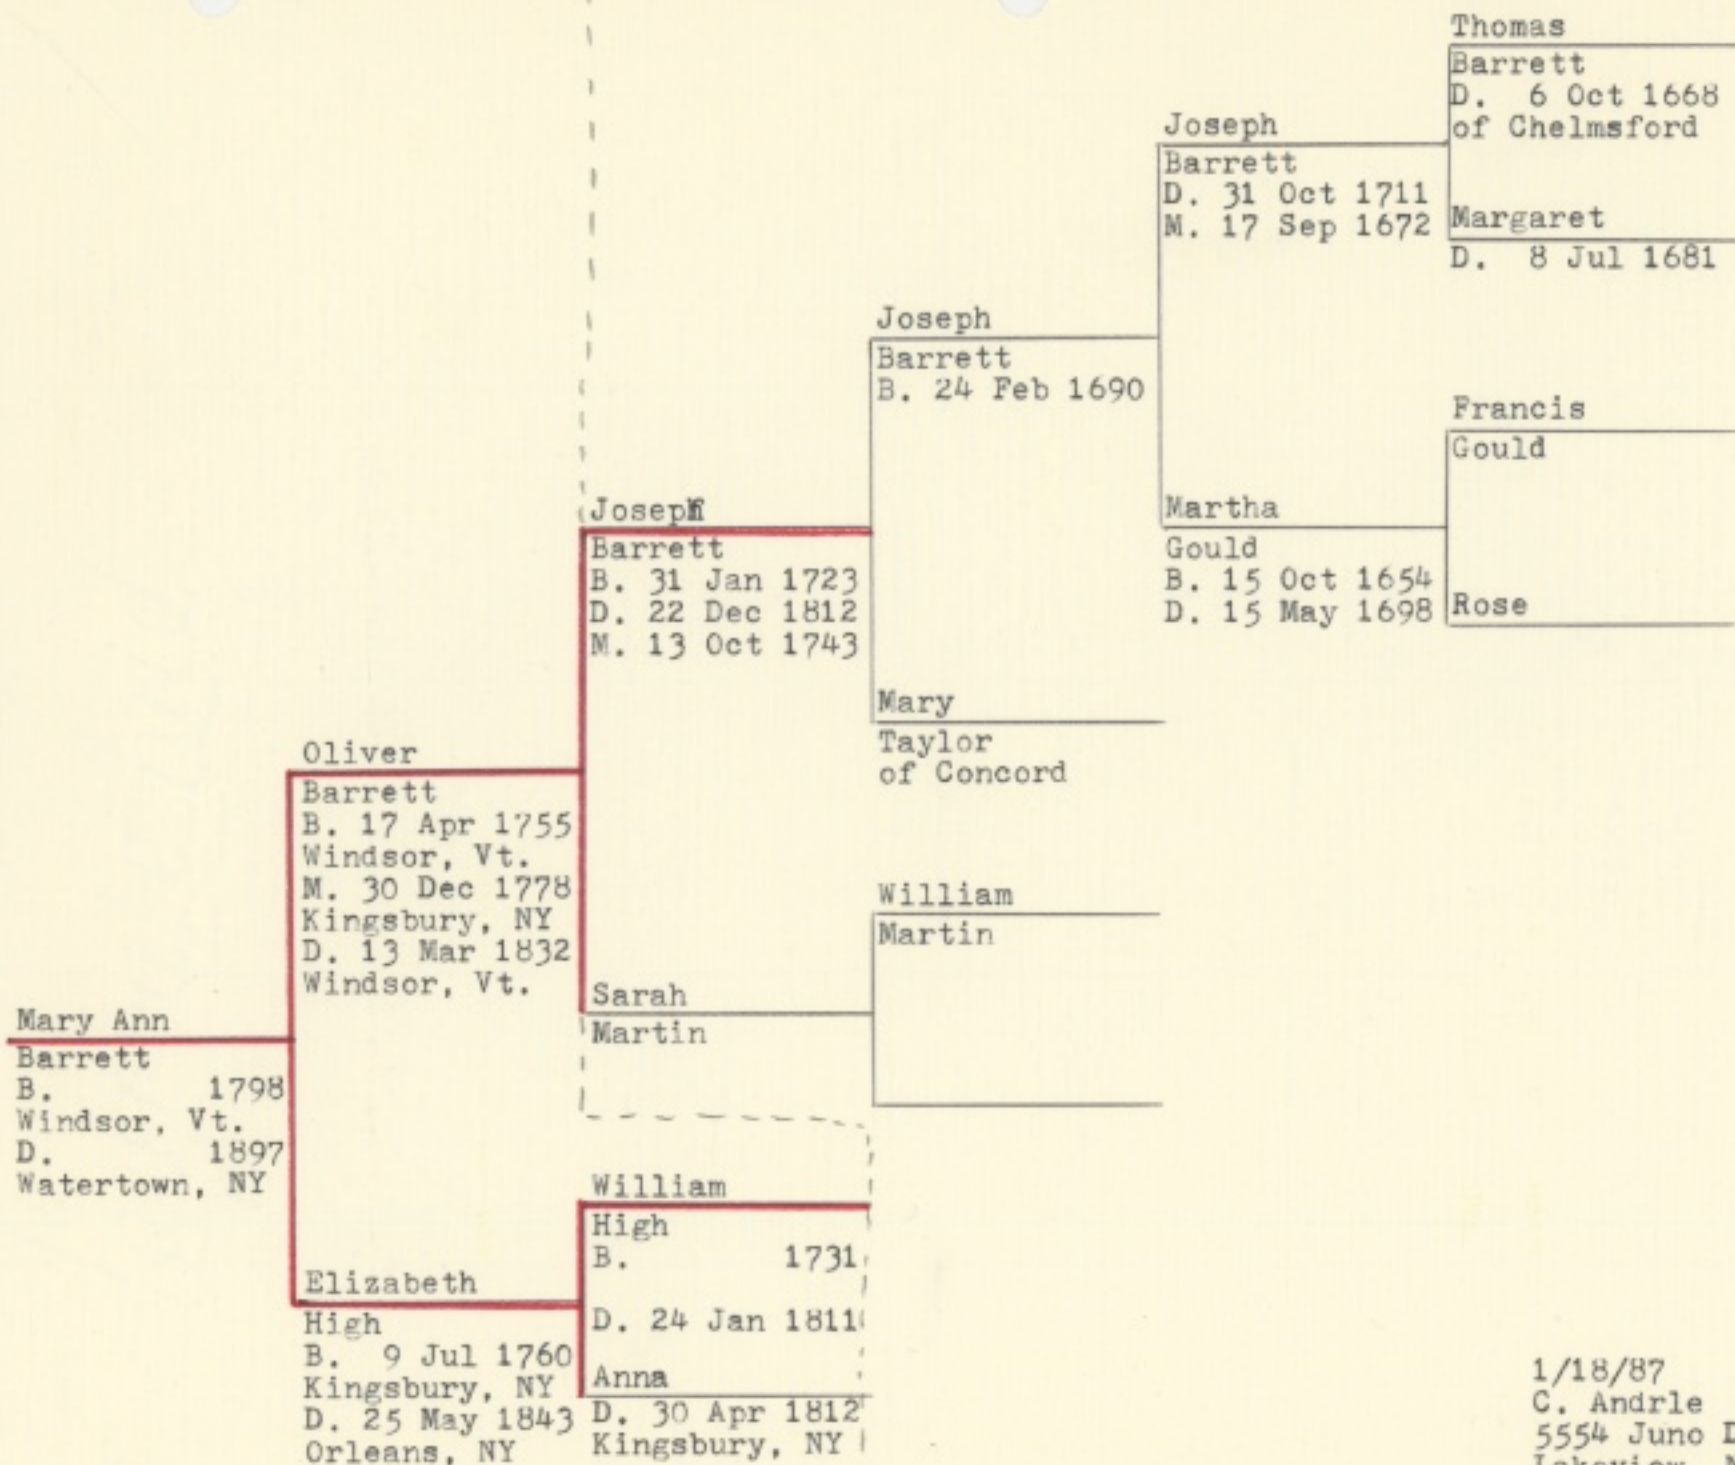 Thomas
Barrett
D. 6 Oct 1668
of Chelmsford
Joseph
Barrett
D. 31 Oct 1711
M. 17 Sep 1672
Margaret
D. 8 Jul 1681
Joseph
Barrett
B. 24 Feb 1690
Francis
Gould
Joseph
Barrett
B. 31 Jan 1723
D. 22 Dec 1812
M. 13 Oct 1743
Martha
Gould
B. 15 Oct 1654
D. 15 May 1698
Rose
Mary
Taylor
of Concord
Oliver
Barrett
B. 17 Apr 1755
Windsor, Vt.
M. 30 Dec 1778
Kingsbury, NY
D. 13 Mar 1832
Windsor, Vt.
William
Martin
Sarah
Martin
Mary Ann
Barrett
B. 1798
Windsor, Vt.
D. 1897
Watertown, NY
William
High
B. 1731
D. 24 Jan 1811
Elizabeth
High
B. 9 Jul 1760
Kingsbury, NY
D. 25 May 1843
Orleans, NY
Anna
D. 30 Apr 1812
Kingsbury, NY
1/18/87
C. Andrle
5554 Juno D